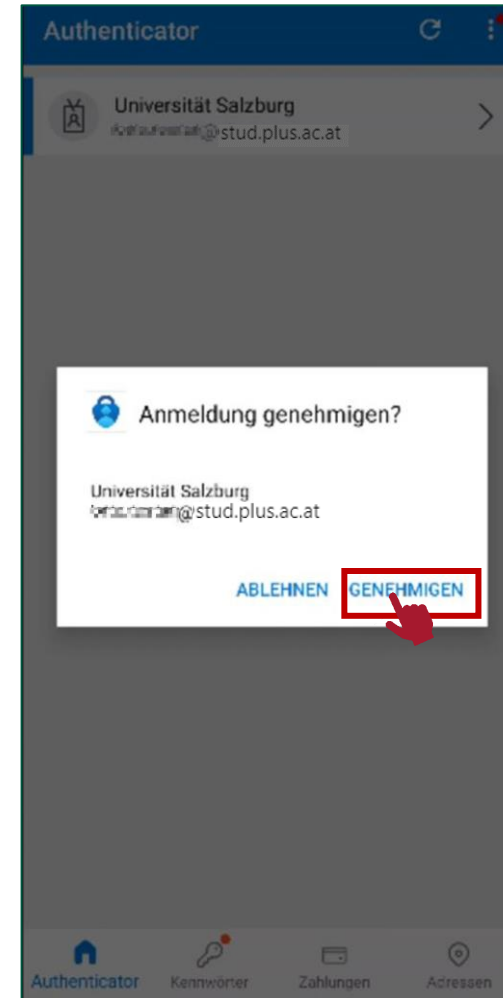 Authenticator
Universität Salzburg
@stud.plus.ac.at
Anmeldung genehmigen?
Universität Salzburg
@stud.plus.ac.at
ABLEHNEN GENEHMIGEN
Authenticator Kennwörter Zahlungen Adressen